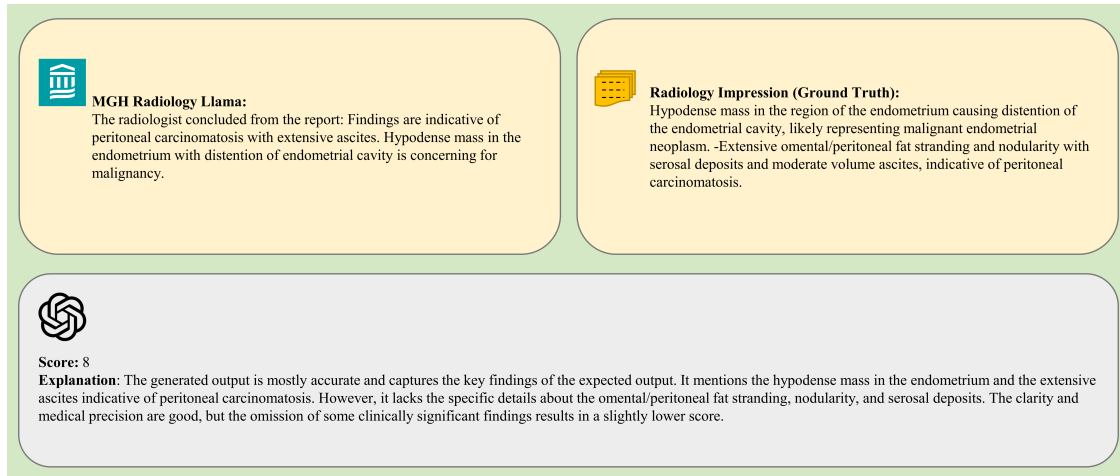 MGH Radiology Llama:
The radiologist concluded from the report: Findings are indicative of
peritoneal carcinomatosis with extensive ascites. Hypodense mass in the
endometrium with distention of endometrial cavity is concerning for
malignancy.
Radiology Impression (Ground Truth):
Hypodense mass in the region of the endometrium causing distention of
the endometrial cavity, likely representing malignant endometrial
neoplasm. -Extensive omental/peritoneal fat stranding and nodularity with
serosal deposits and moderate volume ascites, indicative of peritoneal
carcinomatosis.
Score: 8
Explanation: The generated output is mostly accurate and captures the key findings of the expected output. It mentions the hypodense mass in the endometrium and the extensive
ascites indicative of peritoneal carcinomatosis. However, it lacks the specific details about the omental/peritoneal fat stranding, nodularity, and serosal deposits. The clarity and
medical precision are good, but the omission of some clinically significant findings results in a slightly lower score.